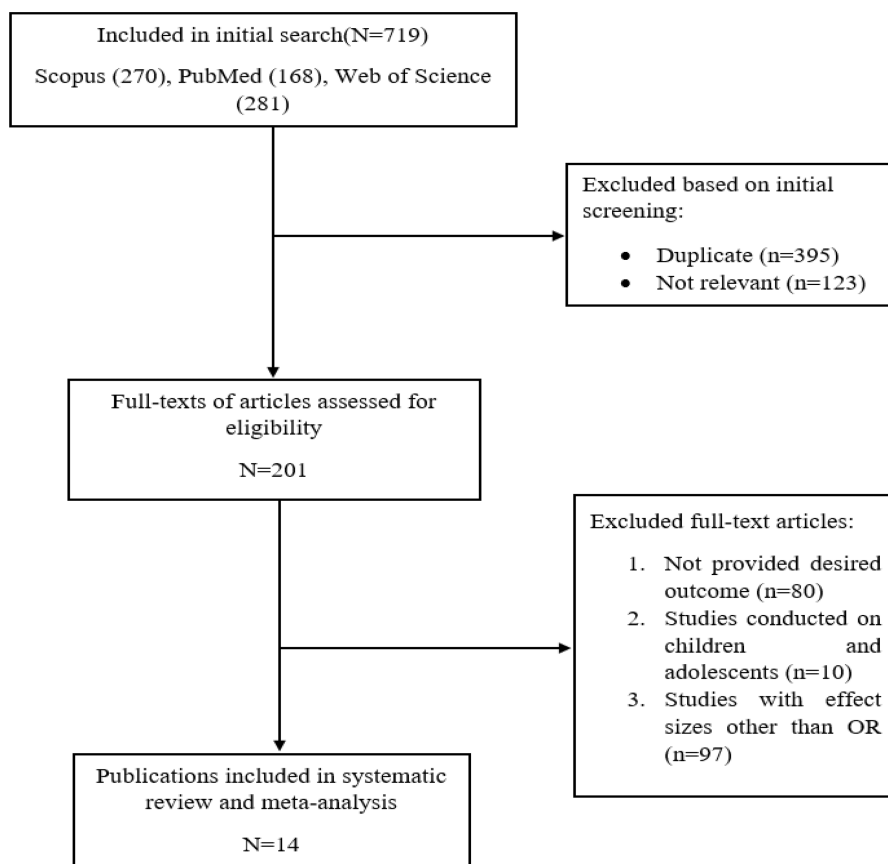 Included in initial search(N=719)
Scopus (270), PubMed (168), Web of Science
(281)
Excluded based on initial
screening:
• Duplicate (n=395)
• Not relevant (n=123)
Full-texts of articles assessed for
eligibility
N=201
Excluded full-text articles:
1. Not provided desired
outcome (n=80)
2. Studies conducted on
children and
adolescents (n=10)
3. Studies with effect
sizes other than OR
(n=97)
Publications included in systematic
review and meta-analysis
N=14